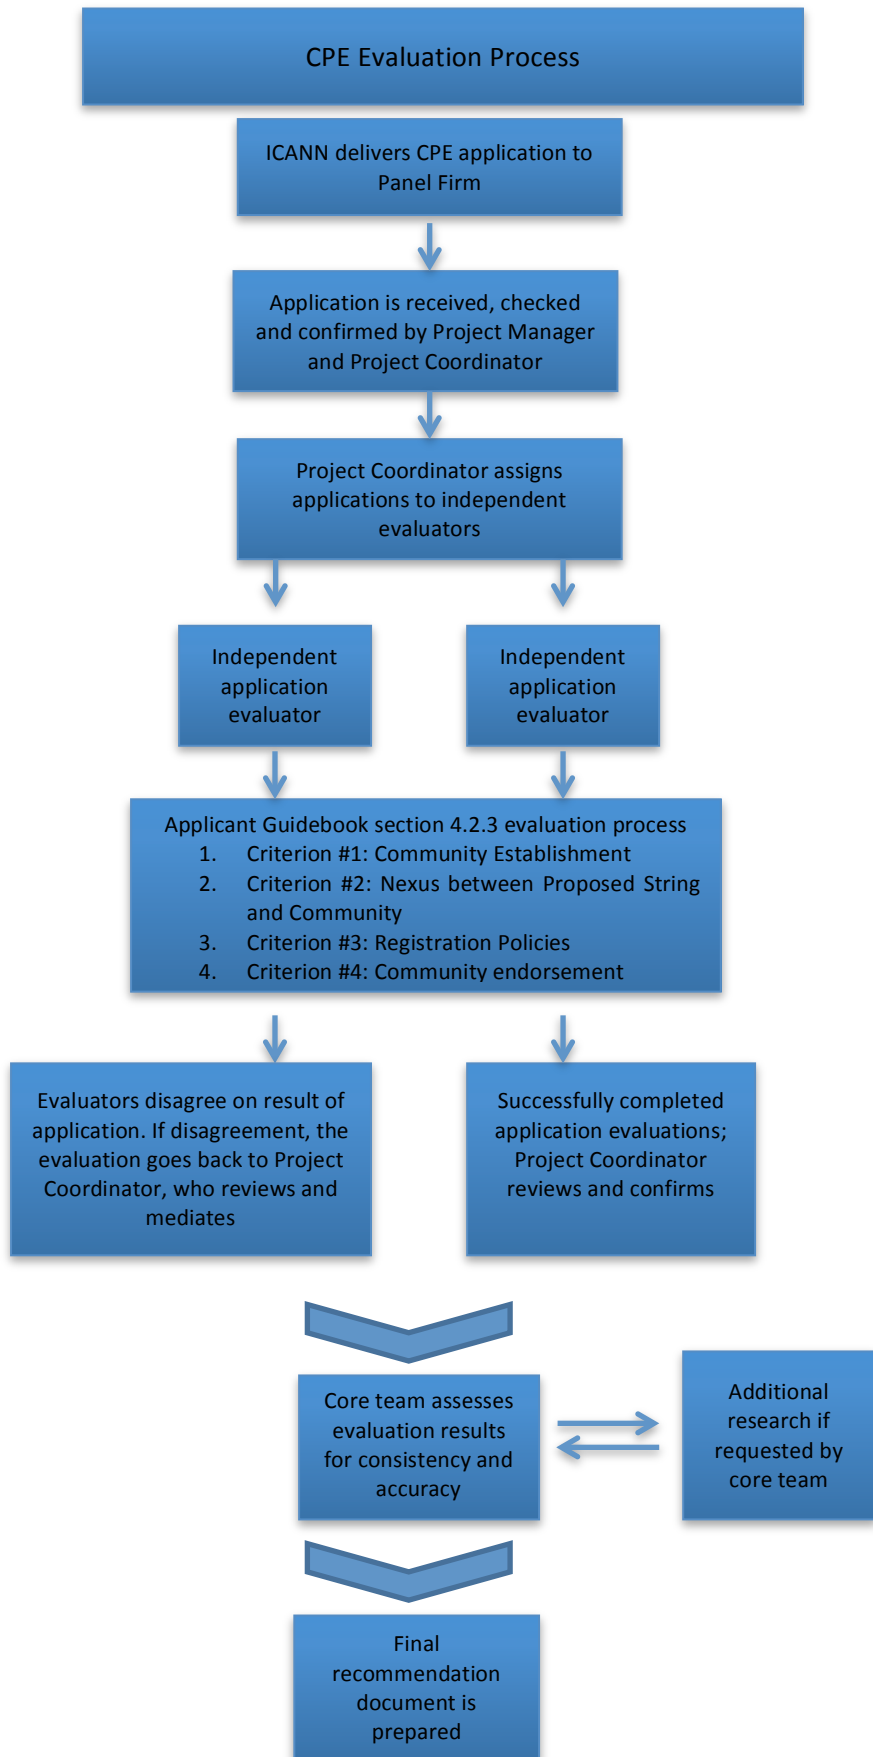 CPE Evaluation Process
ICANN delivers CPE application to
Panel Firm
Application is received, checked
and confirmed by Project Manager
and Project Coordinator
Project Coordinator assigns
applications to independent
evaluators
Independent
application
evaluator
Independent
application
evaluator
Applicant Guidebook section 4.2.3 evaluation process
1. Criterion #1: Community Establishment
2. Criterion #2: Nexus between Proposed String
and Community
3. Criterion #3: Registration Policies
4. Criterion #4: Community endorsement
Evaluators disagree on result of
application. If disagreement, the
evaluation goes back to Project
Coordinator, who reviews and
mediates
Successfully completed
application evaluations;
Project Coordinator
reviews and confirms
Core team assesses
evaluation results
for consistency and
accuracy
Additional
research if
requested by
core team
Final
recommendation
document is
prepared